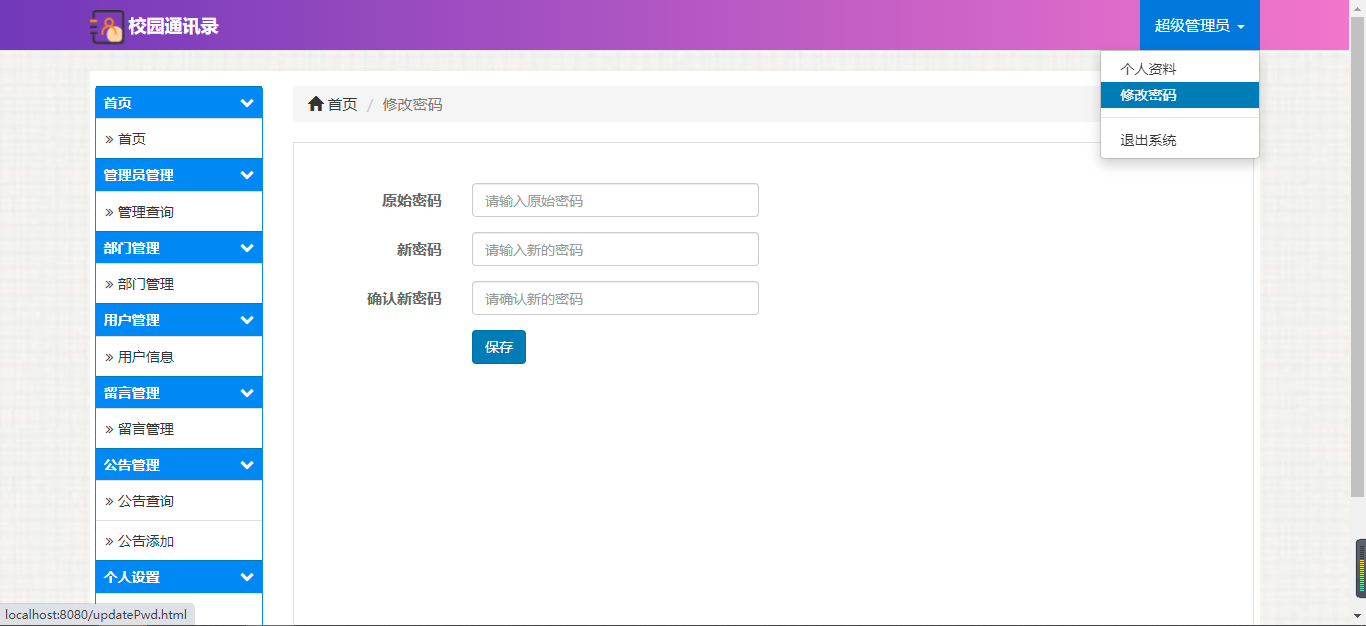 校园通讯录
超级管理员
个人资料
修改密码
退出系统
首页
» 首页
管理员管理
» 管理查询
部门管理
» 部门管理
用户管理
» 用户信息
留言管理
» 留言管理
公告管理
» 公告查询
» 公告添加
个人设置
首页 / 修改密码
原始密码 请输入原始密码
新密码 请输入新的密码
确认新密码 请确认新的密码
保存
localhost:8080/updatePwd.html